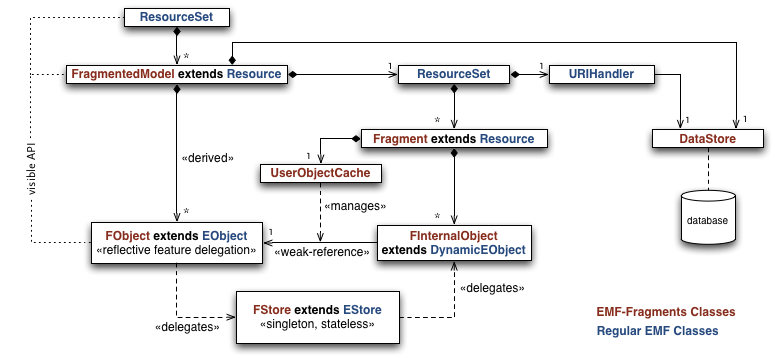 ResourceSet
*
FragmentedModel extends Resource
1
ResourceSet
1
URIHandler
1
1
*
Fragment extends Resource
DataStore
visible API
«derived»
1
UserObjectCache
«manages»
database
*
*
FObject extends EObject
«reflective feature delegation»
1
«weak-reference»
FInternalObject
extends DynamicEObject
«delegates»
FStore extends EStore
«singleton, stateless»
«delegates»
EMF-Fragments Classes
Regular EMF Classes